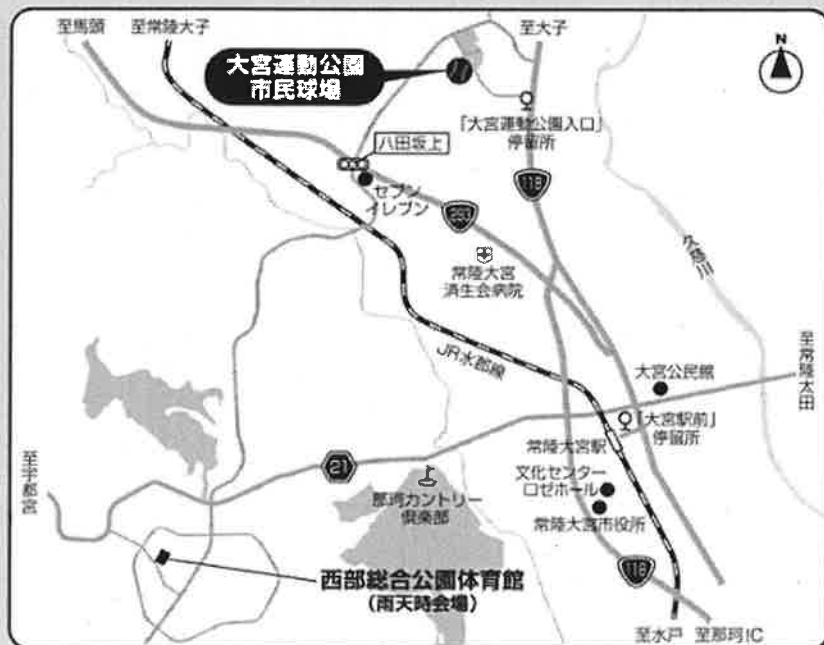 至馬頭
至常陸大子
至大子
N
大宮運動公園
市民球場
「大宮運動公園入口」
停留所
八田坂上
セブン
イレブン
118
293
久慈川
常陸大宮
済生会病院
JR水郡線
至常陸太田
大宮公民館
「大宮駅前」
停留所
常陸大宮駅
21
至宇都宮
那珂カントリー
倶楽部
文化センター
ロゼホール
常陸大宮市役所
西部総合公園体育館
(雨天時会場)
118
至水戸
至那珂IC